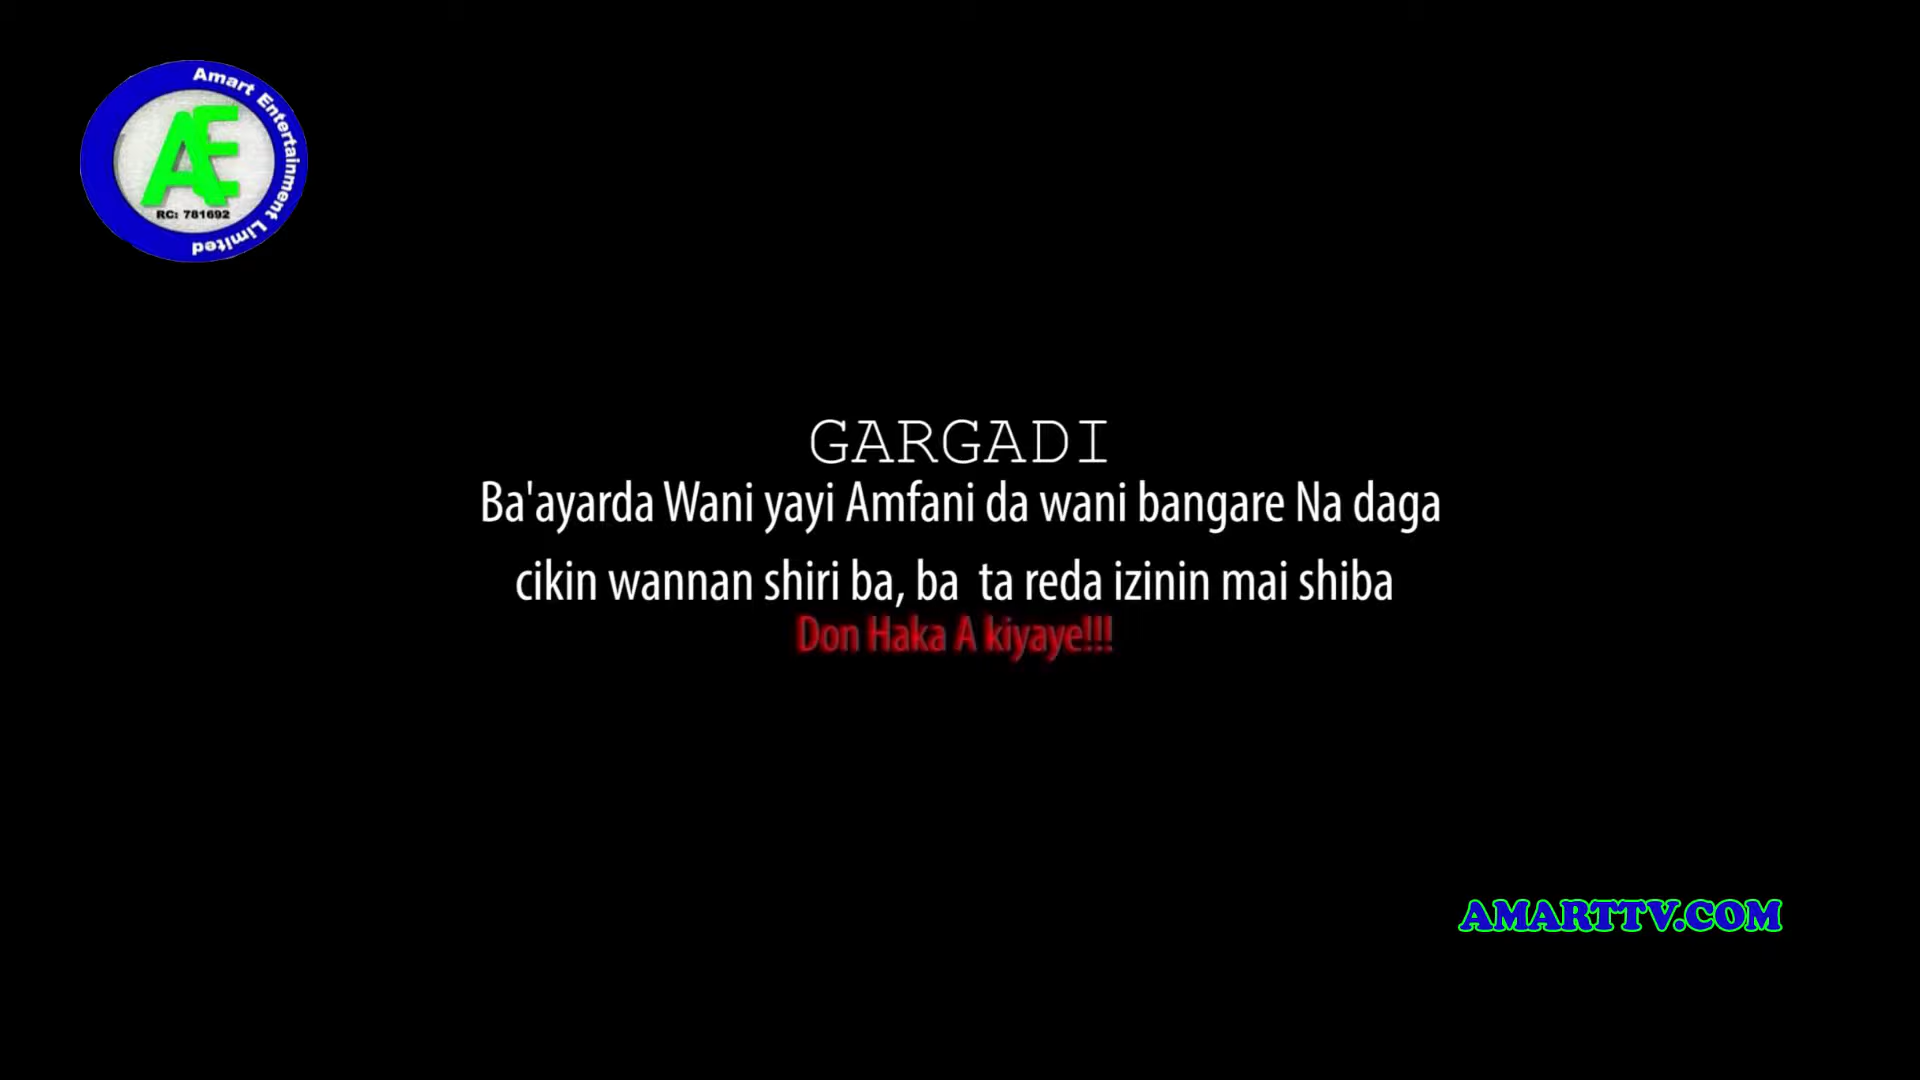 Amart Entertainment Limited
AE
RC: 781692
GARGADI
Ba'ayarda Wani yayi Amfani da wani bangare Na daga
cikin wannan shiri ba, ba ta reda izinin mai shiba
Don Haka A kiyaye!!!
AMARTTV.COM